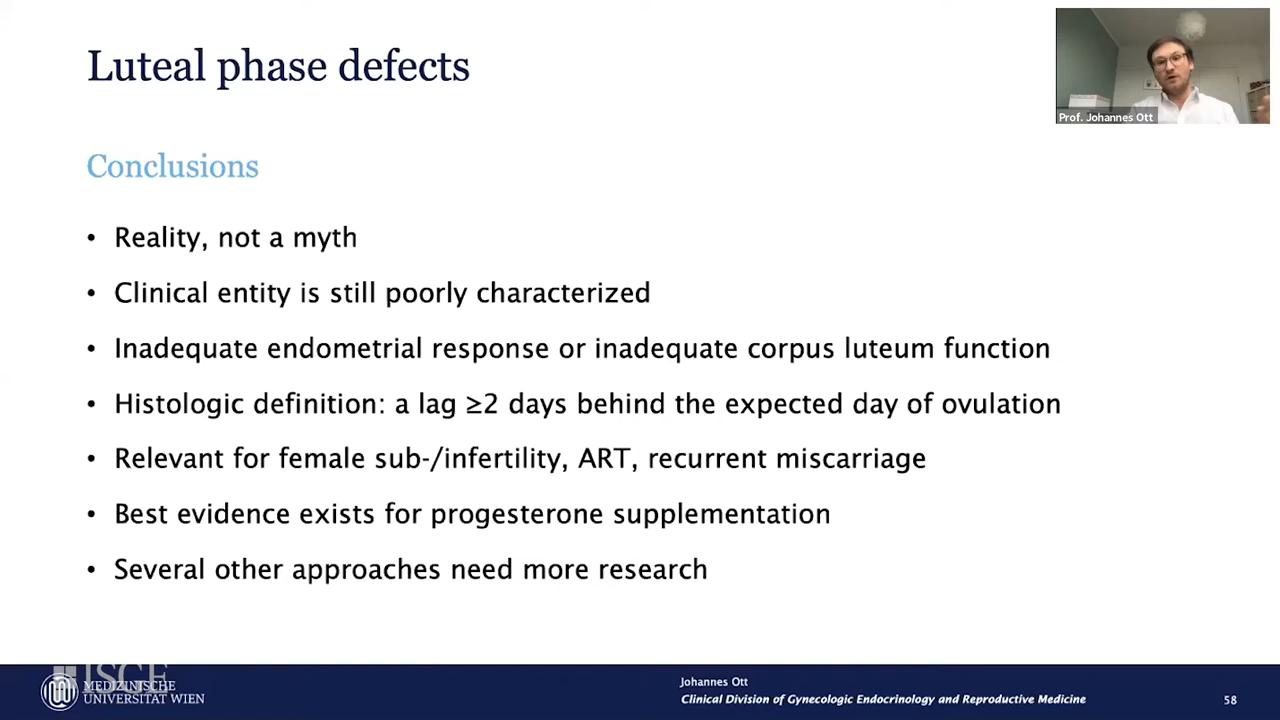 Luteal phase defects
Prof. Johannes Ott
Conclusions
• Reality, not a myth
• Clinical entity is still poorly characterized
• Inadequate endometrial response or inadequate corpus luteum function
• Histologic definition: a lag ≥2 days behind the expected day of ovulation
• Relevant for female sub-/infertility, ART, recurrent miscarriage
• Best evidence exists for progesterone supplementation
• Several other approaches need more research
ISGE
MEDIZINISCHE
UNIVERSITÄT WIEN
Johannes Ott
Clinical Division of Gynecologic Endocrinology and Reproductive Medicine
58